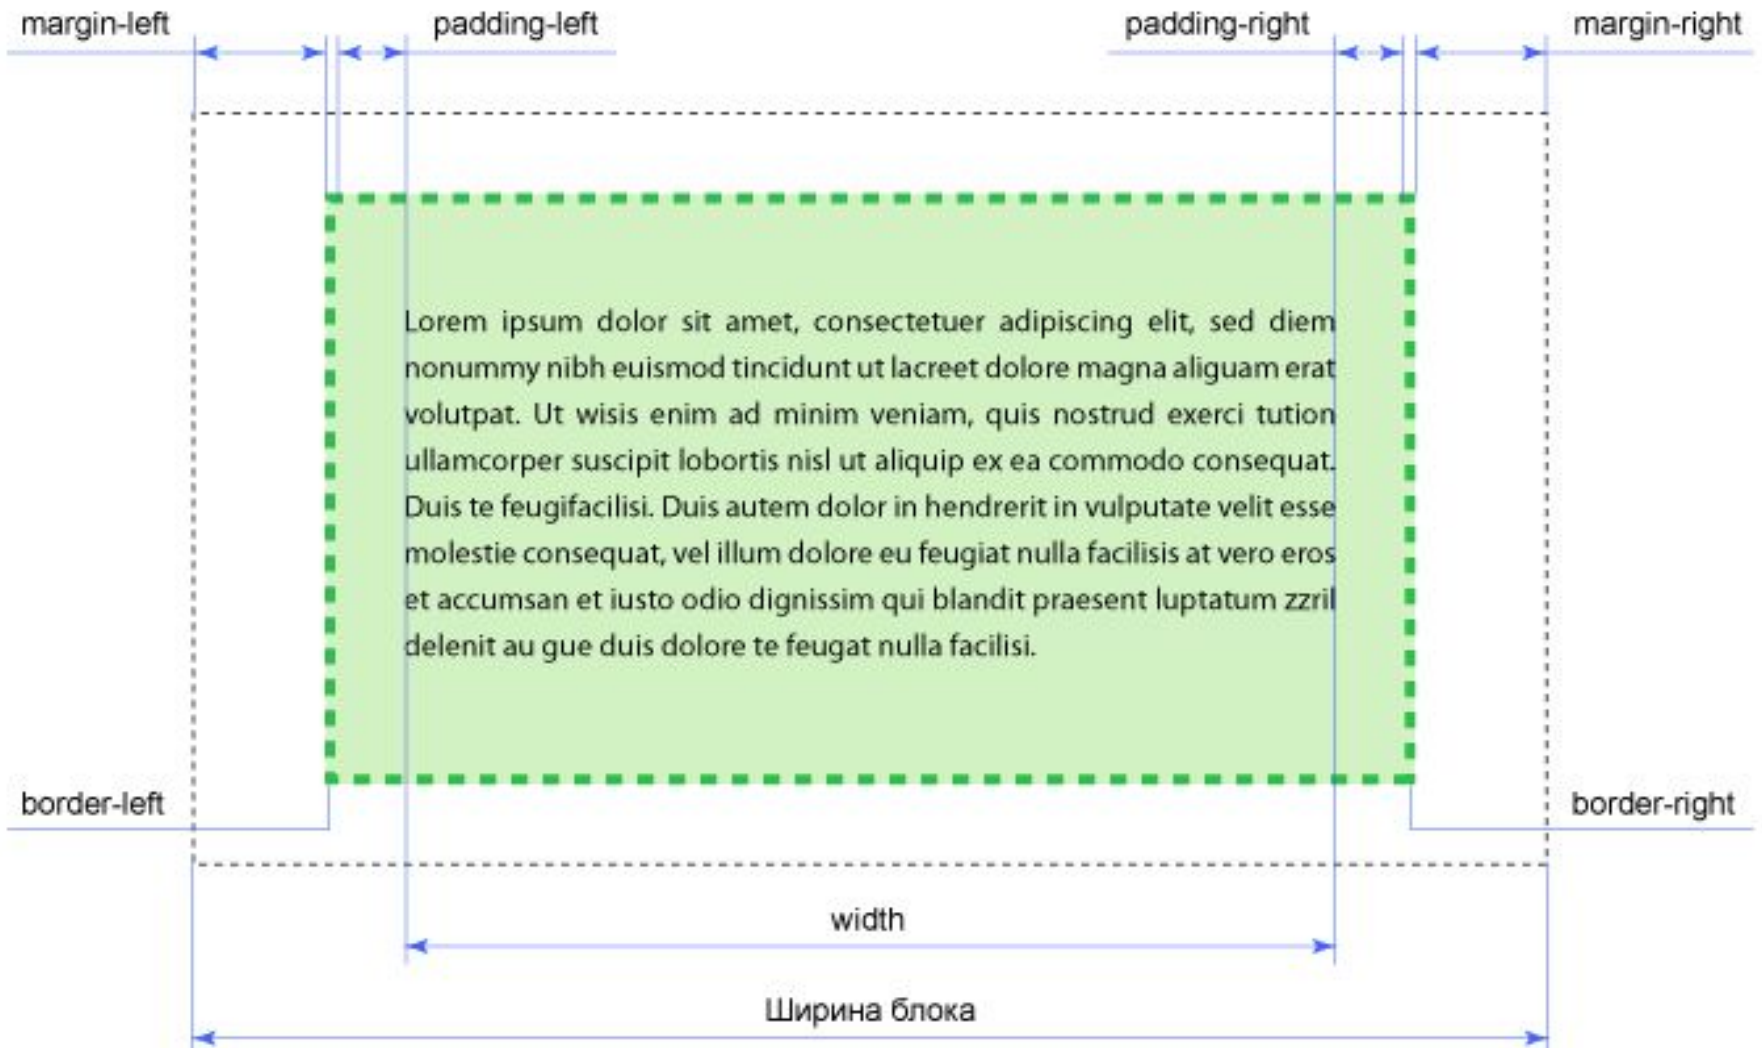 margin-left padding-left padding-right margin-right
Lorem ipsum dolor sit amet, consectetuer adipiscing elit, sed diem
nonummy nibh euismod tincidunt ut lacreet dolore magna aliguam erat
volutpat. Ut wisis enim ad minim veniam, quis nostrud exerci tution
ullamcorper suscipit lobortis nisl ut aliquip ex ea commodo consequat.
Duis te feugifacilisi. Duis autem dolor in hendrerit in vulputate velit esse
molestie consequat, vel illum dolore eu feugiat nulla facilisis at vero eros
et accumsan et iusto odio dignissim qui blandit praesent luptatum zzril
delenit au gue duis dolore te feugat nulla facilisi.
border-left border-right
width
Ширина блока